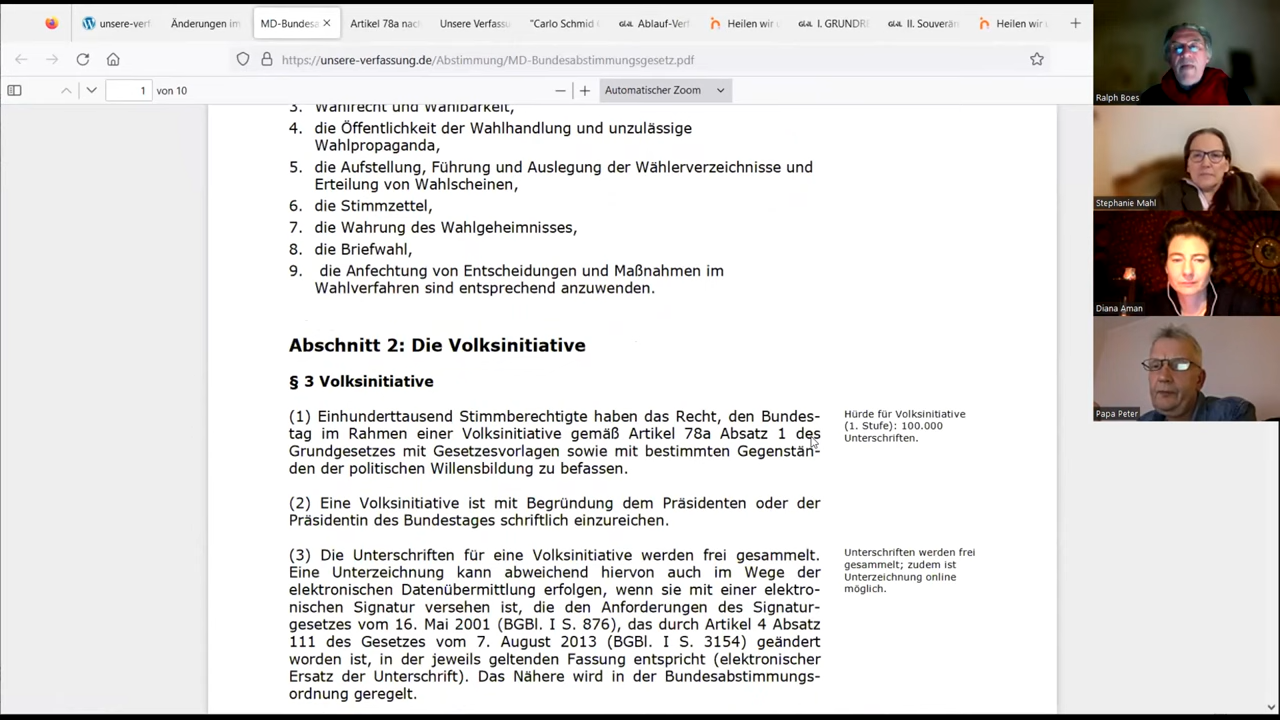 unsere-verf
Änderungen im
MD-Bundesa
Artikel 78a nac
Unsere Verfassu
"Carlo Schmid
Ablauf-Verf
Heilen wir
I. GRUNDRE
II. Souverän
Heilen wir
https://unsere-verfassung.de/Abstimmung/MD-Bundesabstimmungsgesetz.pdf
1 von 10
Automatischer Zoom
3. Wahlrecht und Wählbarkeit,
4. die Öffentlichkeit der Wahlhandlung und unzulässige
Wahlpropaganda,
5. die Aufstellung, Führung und Auslegung der Wählerverzeichnisse und
Erteilung von Wahlscheinen,
6. die Stimmzettel,
7. die Wahrung des Wahlgeheimnisses,
8. die Briefwahl,
9. die Anfechtung von Entscheidungen und Maßnahmen im
Wahlverfahren sind entsprechend anzuwenden.
Abschnitt 2: Die Volksinitiative
§ 3 Volksinitiative
(1) Einhunderttausend Stimmberechtigte haben das Recht, den Bundes-
tag im Rahmen einer Volksinitiative gemäß Artikel 78a Absatz 1 des
Grundgesetzes mit Gesetzesvorlagen sowie mit bestimmten Gegenstän-
den der politischen Willensbildung zu befassen.
Hürde für Volksinitiative
(1. Stufe): 100.000
Unterschriften.
(2) Eine Volksinitiative ist mit Begründung dem Präsidenten oder der
Präsidentin des Bundestages schriftlich einzureichen.
(3) Die Unterschriften für eine Volksinitiative werden frei gesammelt.
Eine Unterzeichnung kann abweichend hiervon auch im Wege der
elektronischen Datenübermittlung erfolgen, wenn sie mit einer elektro-
nischen Signatur versehen ist, die den Anforderungen des Signatur-
gesetzes vom 16. Mai 2001 (BGBl. I S. 876), das durch Artikel 4 Absatz
111 des Gesetzes vom 7. August 2013 (BGBl. I S. 3154) geändert
worden ist, in der jeweils geltenden Fassung entspricht (elektronischer
Ersatz der Unterschrift). Das Nähere wird in der Bundesabstimmungs-
ordnung geregelt.
Unterschriften werden frei
gesammelt; zudem ist
Unterzeichnung online
möglich.
Ralph Boes
Stephanie Mahl
Diana Aman
Papa Peter